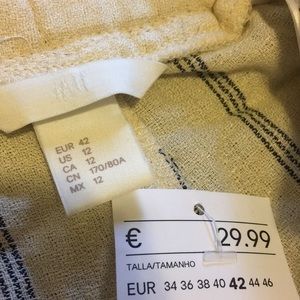 H&M
EUR 42
US 12
CA 12
CN 170/80A
MX 12
€ 29.99
TALLA/TAMANHO
EUR 34 36 38 40 42 44 46